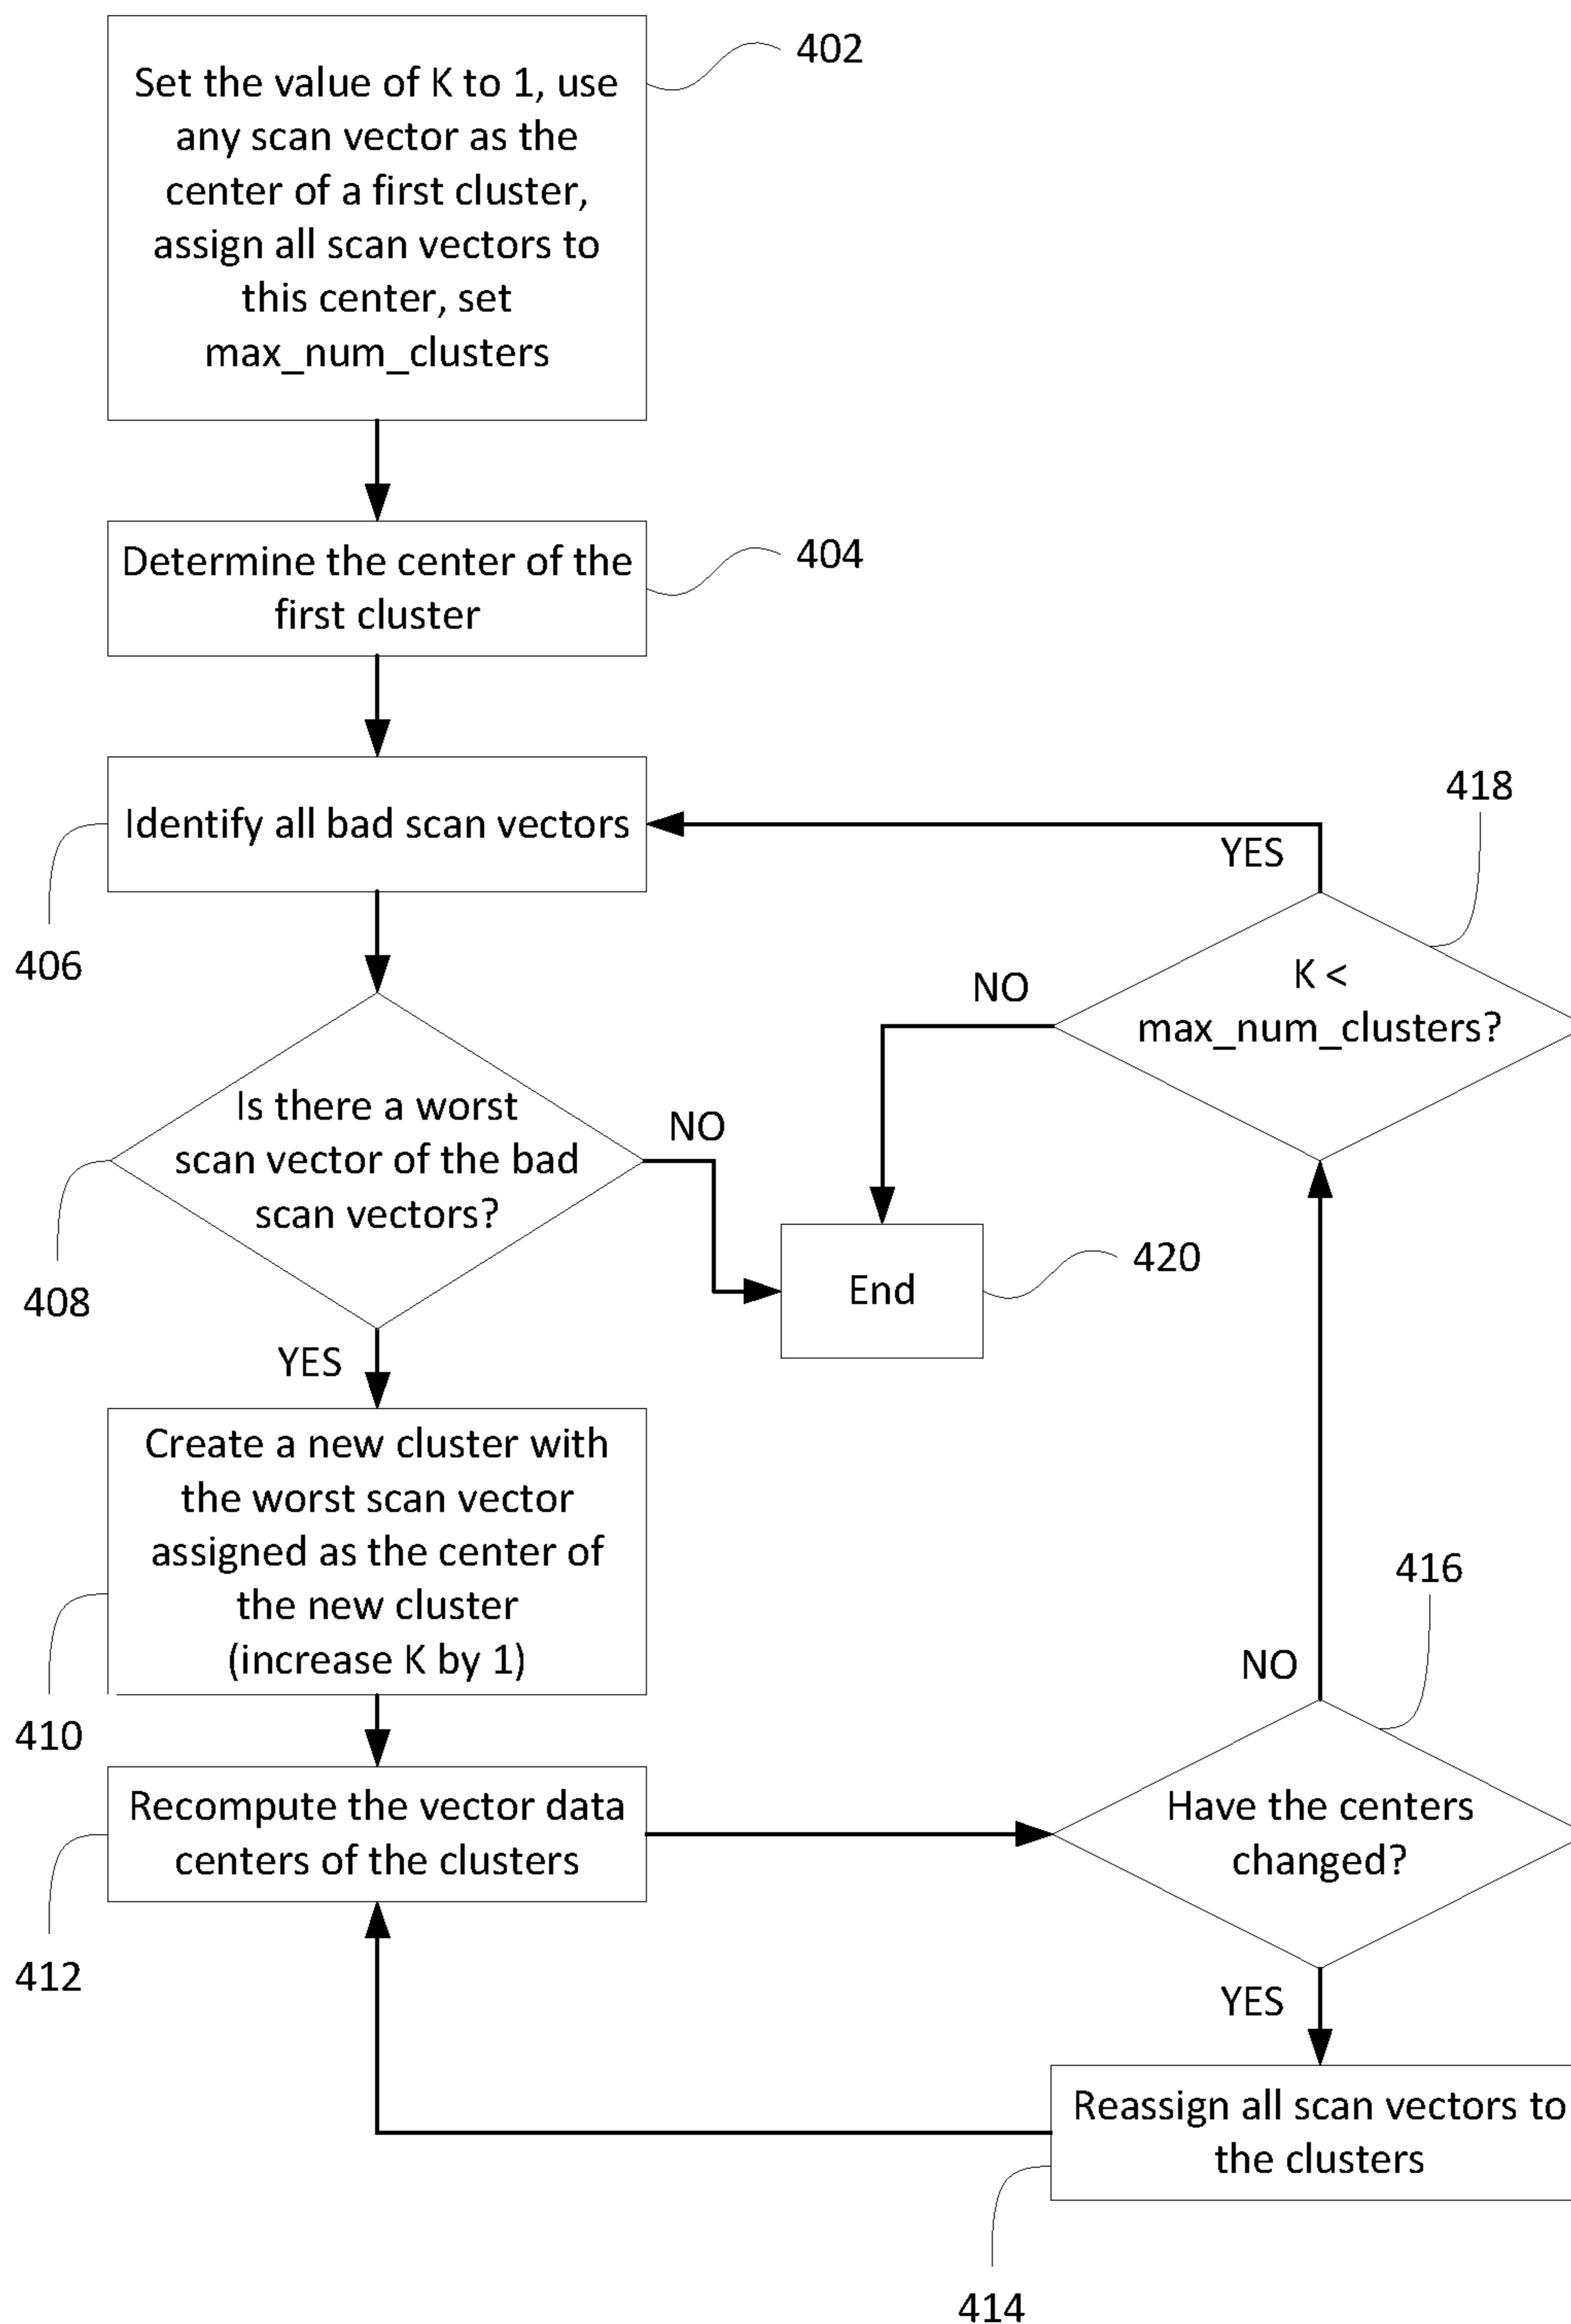 Set the value of K to 1, use
any scan vector as the
center of a first cluster,
assign all scan vectors to
this center, set
max_num_clusters
402
Determine the center of the
first cluster
404
Identify all bad scan vectors
406
Is there a worst
scan vector of the bad
scan vectors?
408
NO
YES
Create a new cluster with
the worst scan vector
assigned as the center of
the new cluster
(increase K by 1)
410
Recompute the vector data
centers of the clusters
412
418
YES
K <
max_num_clusters?
NO
End
420
416
NO
Have the centers
changed?
YES
Reassign all scan vectors to
the clusters
414